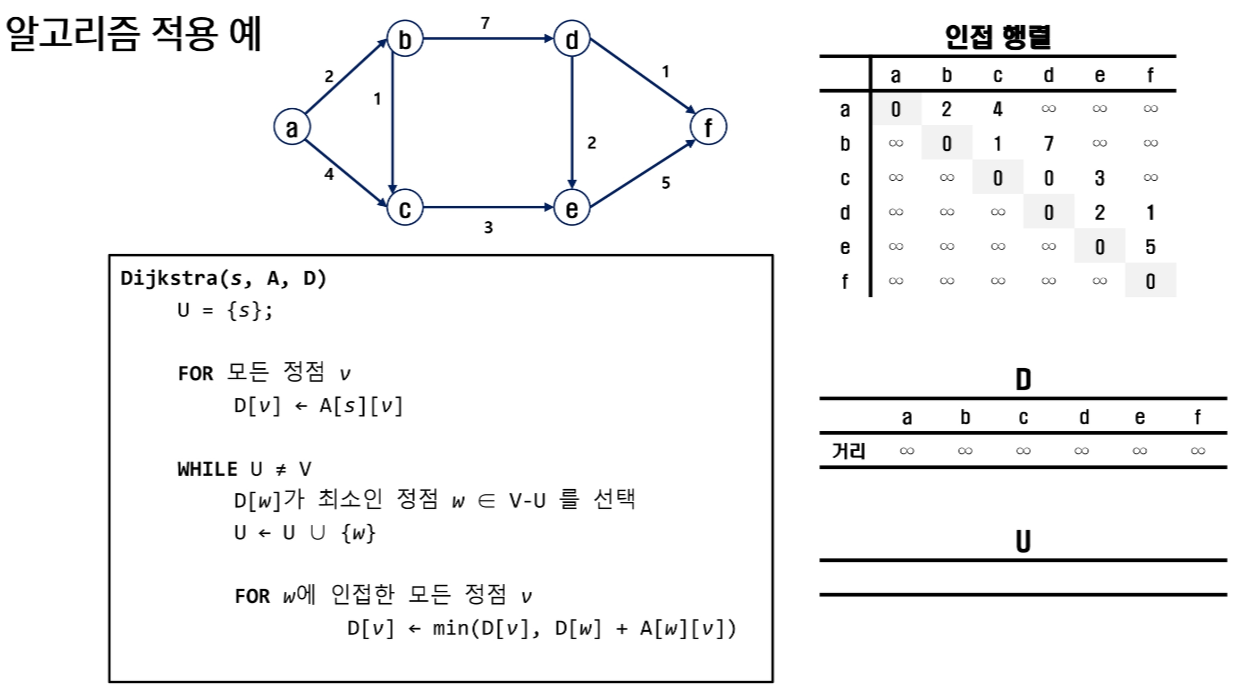 알고리즘 적용 예
b
7
d
2
1
1
a
f
2
4
5
c
e
3
Dijkstra(s, A, D)
U = {s};
FOR 모든 정점 v
D[v] ← A[s][v]
WHILE U ≠ V
D[w]가 최소인 정점 w ∈ V-U 를 선택
U ← U ∪ {w}
FOR w에 인접한 모든 정점 v
D[v] ← min(D[v], D[w] + A[w][v])
인접 행렬
a b c d e f
a 0 2 4 ∞ ∞ ∞
b ∞ 0 1 7 ∞ ∞
c ∞ ∞ 0 0 3 ∞
d ∞ ∞ ∞ 0 2 1
e ∞ ∞ ∞ ∞ 0 5
f ∞ ∞ ∞ ∞ ∞ 0
D
a b c d e f
거리 ∞ ∞ ∞ ∞ ∞ ∞
U